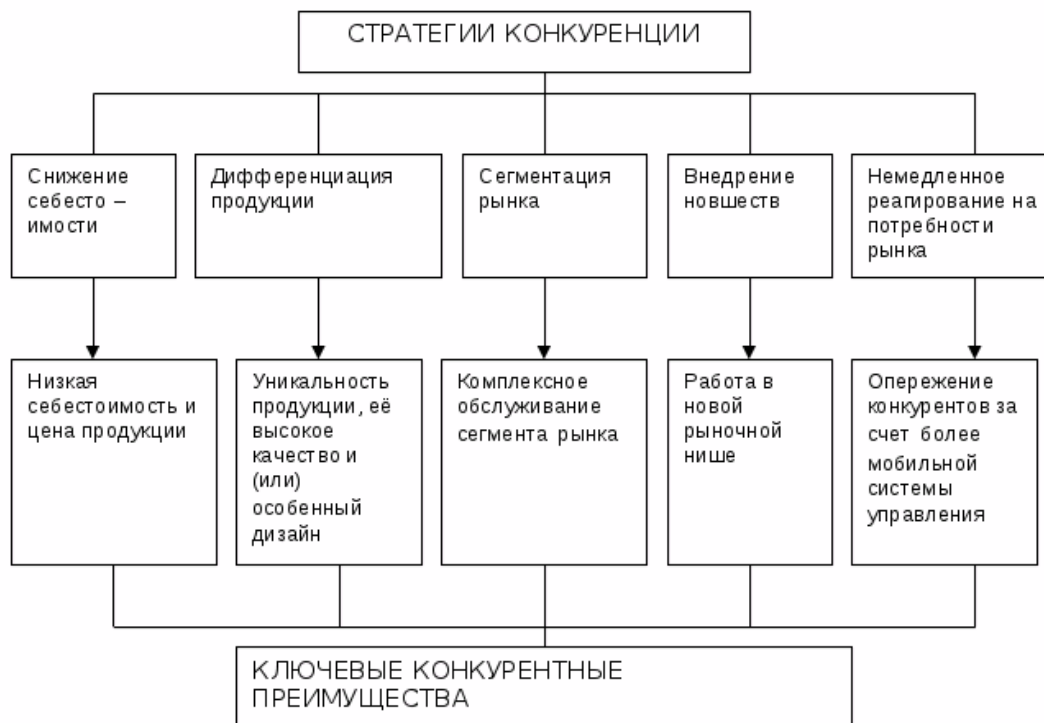 СТРАТЕГИИ КОНКУРЕНЦИИ
Снижение
себесто –
имости
Дифференциация
продукции
Сегментация
рынка
Внедрение
новшеств
Немедленное
реагирование на
потребности
рынка
Низкая
себестоимость и
цена продукции
Уникальность
продукции, её
высокое
качество и
(или)
особенный
дизайн
Комплексное
обслуживание
сегмента рынка
Работа в
новой
рыночной
нише
Опережение
конкурентов за
счет более
мобильной
системы
управления
КЛЮЧЕВЫЕ КОНКУРЕНТНЫЕ
ПРЕИМУЩЕСТВА